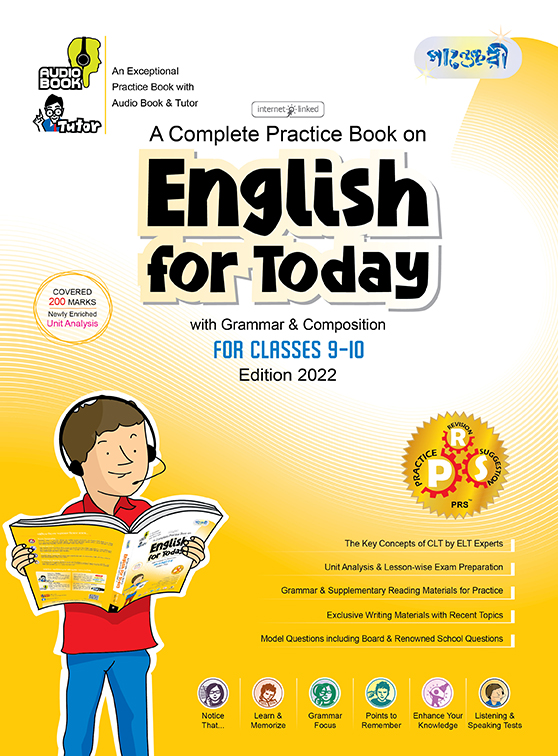 AUDIO
BOOK
Tutor
An Exceptional
Practice Book with
Audio Book & Tutor
পাঞ্জেরী
internet-linked
A Complete Practice Book on
English
for Today
with Grammar & Composition
FOR CLASSES 9-10
Edition 2022
COVERED
200 MARKS
Newly Enriched
Unit Analysis
PRACTICE
REVISION
SUGGESTION
P R S
PRS™
English
for Today
The Key Concepts of CLT by ELT Experts
Unit Analysis & Lesson-wise Exam Preparation
Grammar & Supplementary Reading Materials for Practice
Exclusive Writing Materials with Recent Topics
Model Questions including Board & Renowned School Questions
Notice
That...
Learn &
Memorize
Grammar
Focus
Points to
Remember
Enhance Your
Knowledge
Listening &
Speaking Tests